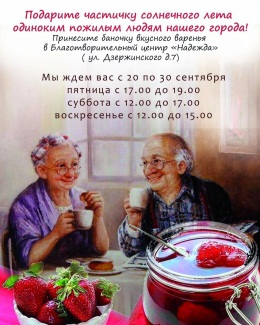 Подарите частичку солнечного лета
одиноким пожилым людям нашего города!
Принесите баночку вкусного варенья
в Благотворительный центр «Надежда»
( ул. Дзержинского д.7)
Мы ждем вас с 20 по 30 сентября
пятница с 17.00 до 19.00
суббота с 12.00 до 17.00
воскресенье с 12.00 до 15.00